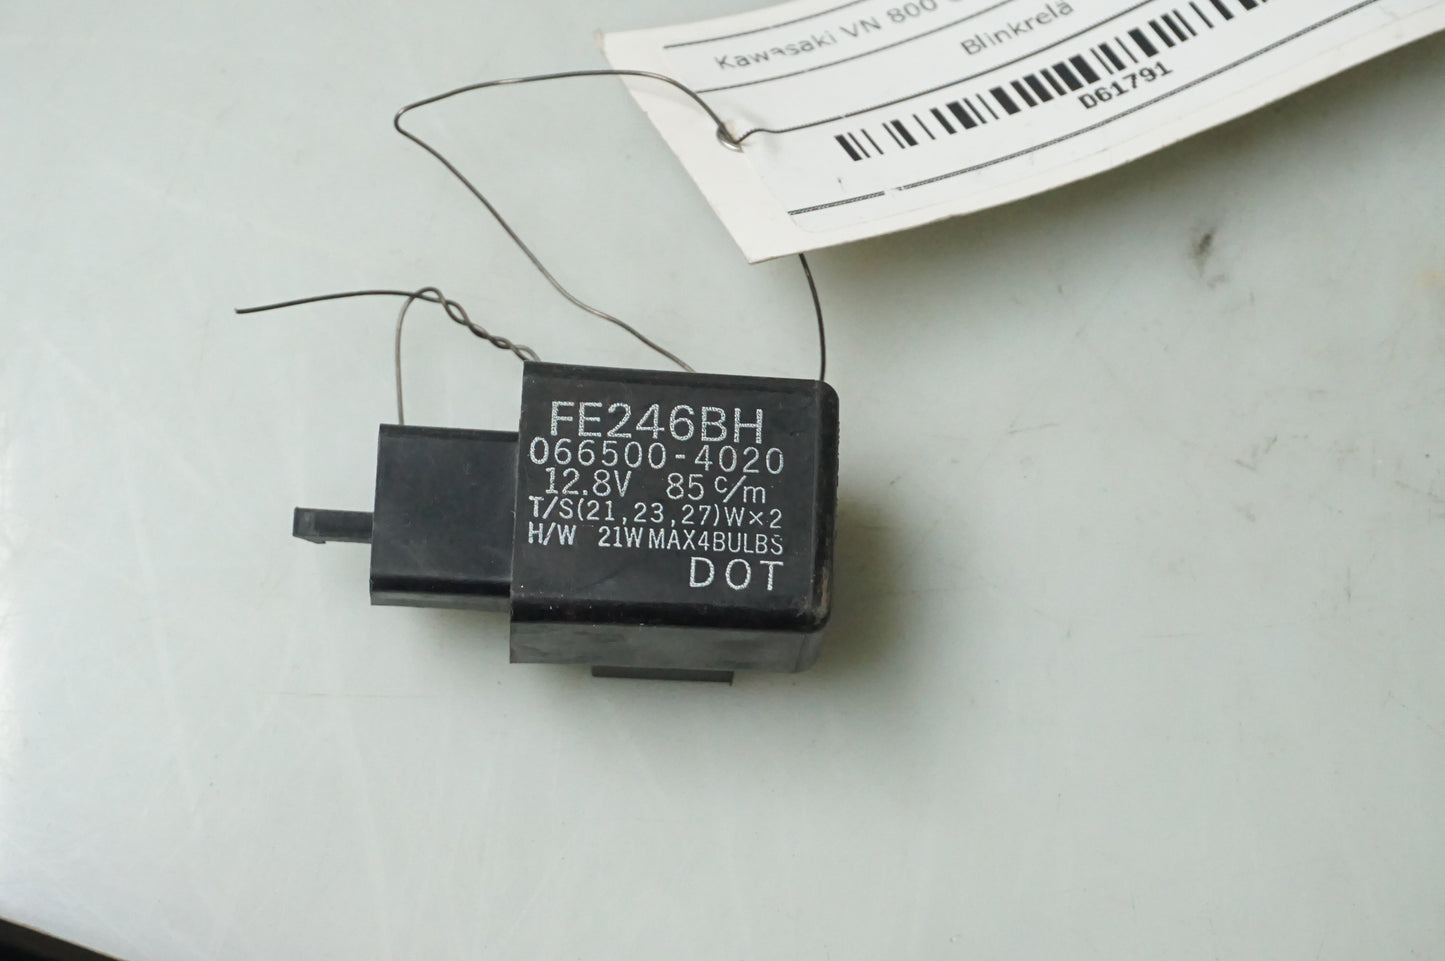 Kawasaki VN 800
Blinkrelä
D61791
FE246BH
066500-4020
12.8V 85 c/m
T/S(21,23,27)W×2
H/W 21W MAX4BULBS
DOT